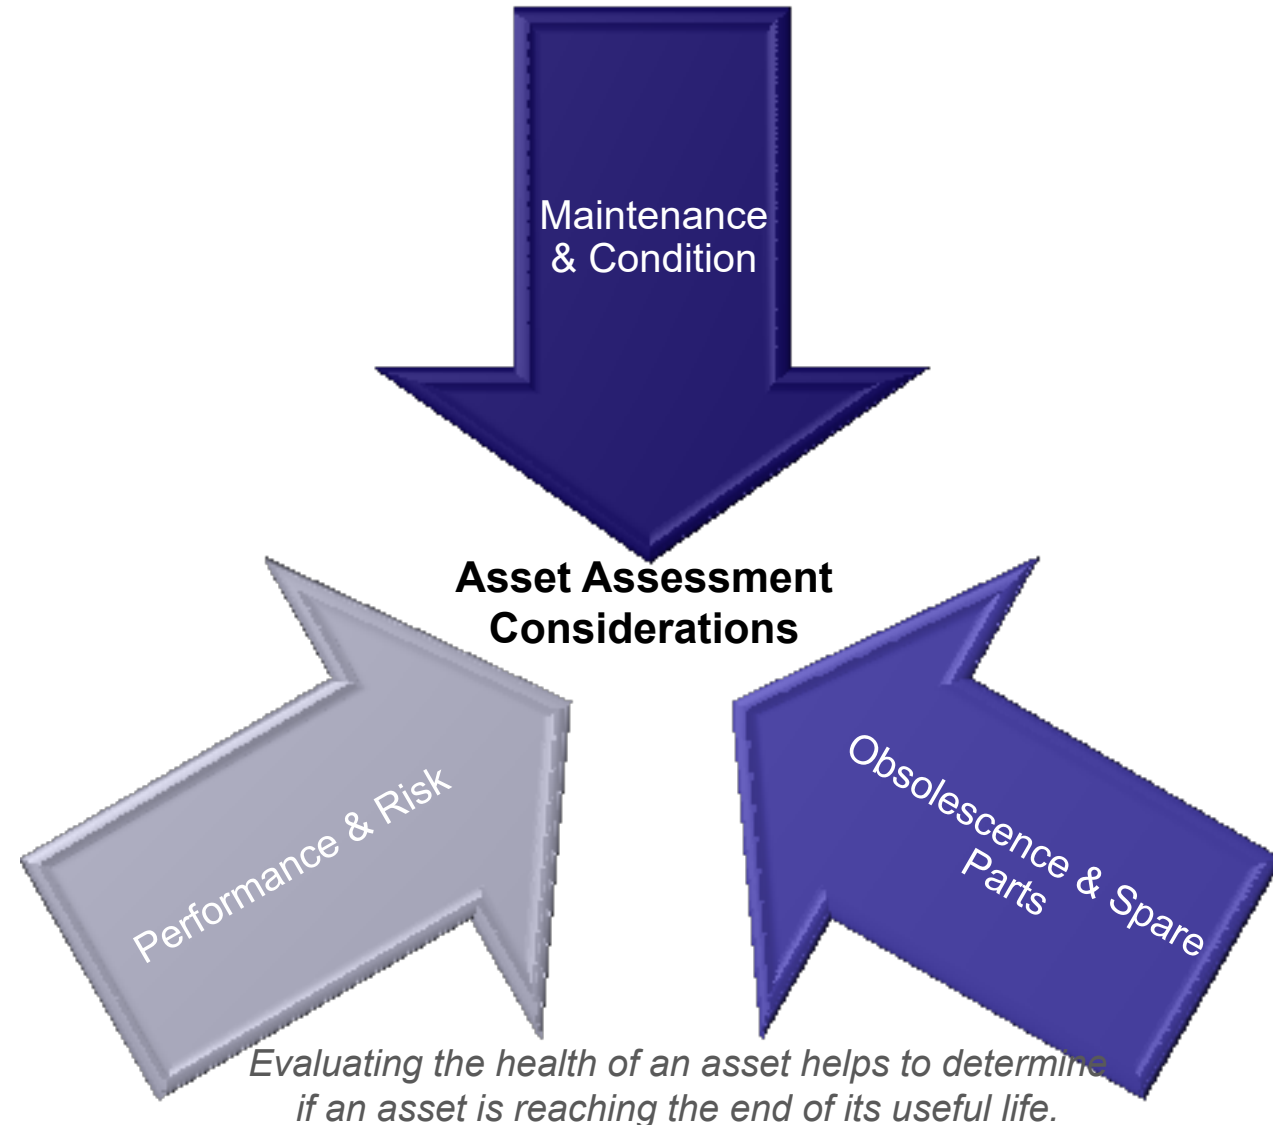 Maintenance
& Condition
Asset Assessment
Considerations
Performance & Risk
Obsolescence & Spare
Parts
Evaluating the health of an asset helps to determine
if an asset is reaching the end of its useful life.